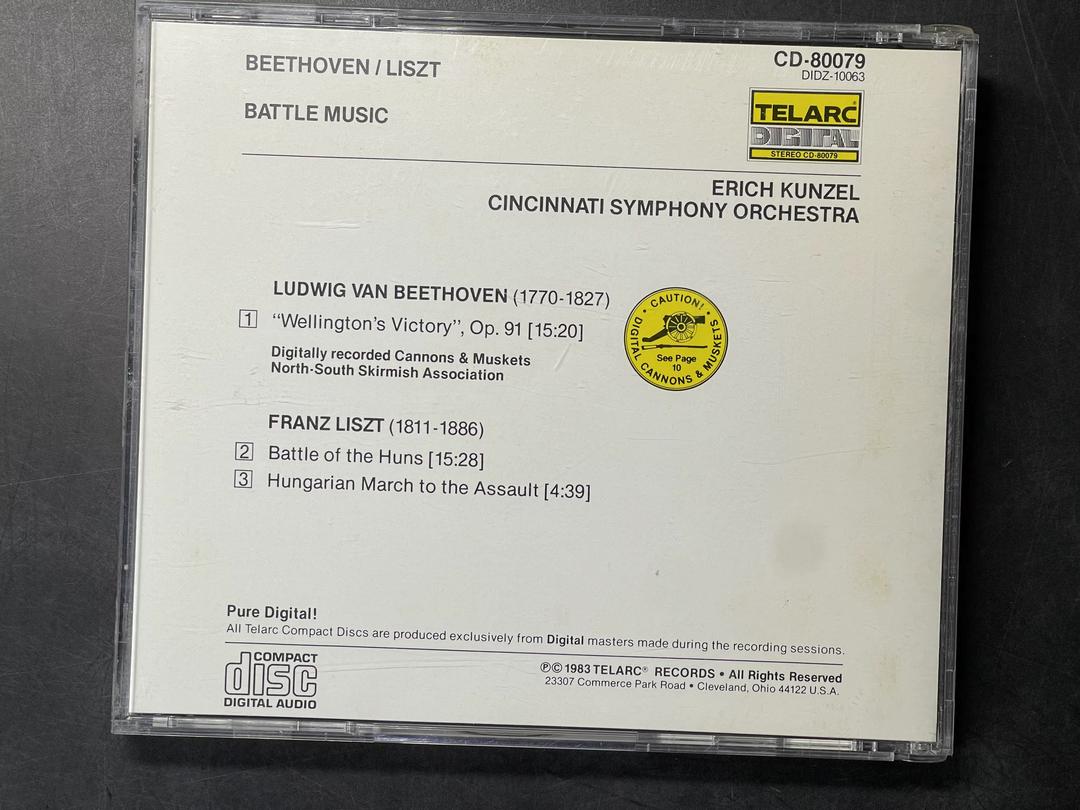 BEETHOVEN / LISZT
BATTLE MUSIC
CD-80079
DIDZ-10063
TELARC®
DIGITAL
STEREO CD-80079
ERICH KUNZEL
CINCINNATI SYMPHONY ORCHESTRA
LUDWIG VAN BEETHOVEN (1770-1827)
1 “Wellington's Victory”, Op. 91 [15:20]
Digitally recorded Cannons & Muskets
North-South Skirmish Association
• CAUTION! •
DIGITAL CANNONS & MUSKETS
See Page
10
FRANZ LISZT (1811-1886)
2 Battle of the Huns [15:28]
3 Hungarian March to the Assault [4:39]
Pure Digital!
All Telarc Compact Discs are produced exclusively from Digital masters made during the recording sessions.
COMPACT
disc
DIGITAL AUDIO
℗© 1983 TELARC® RECORDS • All Rights Reserved
23307 Commerce Park Road • Cleveland, Ohio 44122 U.S.A.